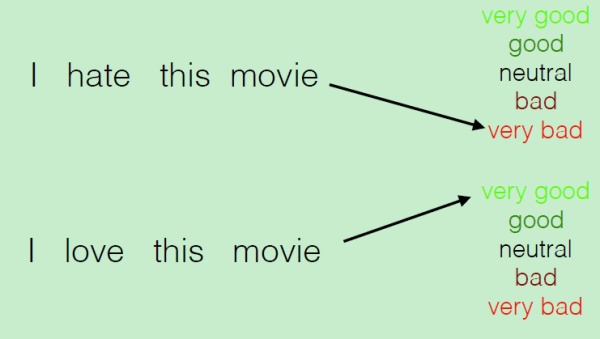 very good
good
I hate this movie
neutral
bad
very bad
very good
good
I love this movie
neutral
bad
very bad